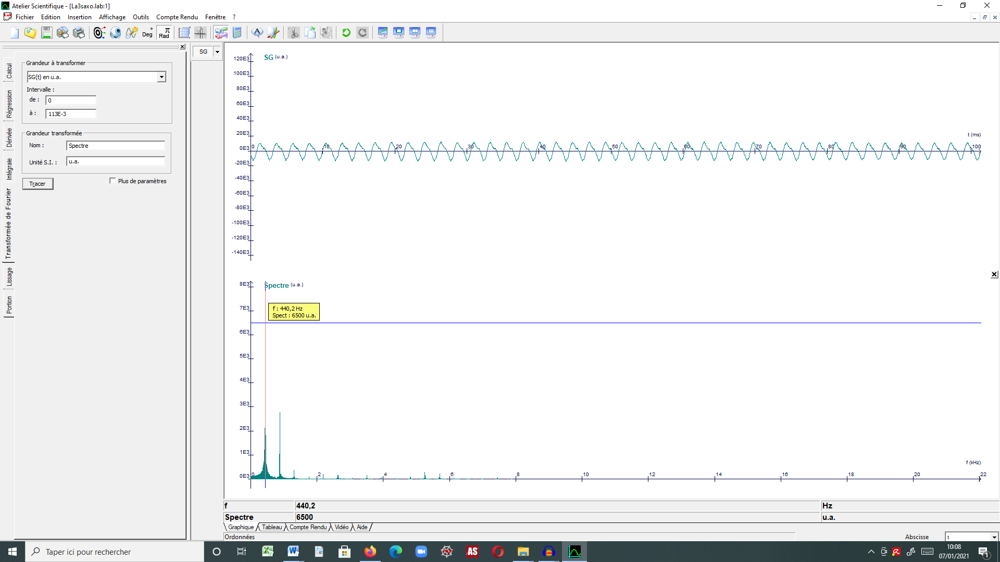 Atelier Scientifique - [La3saxo.lab:1]
Fichier Edition Insertion Affichage Outils Compte Rendu Fenêtre ?
Deg π Rad
A
SG
Calcul
Régression
Dérivée
Intégrale
Transformée de Fourier
Lissage
Portion
Grandeur à transformer
SG(t) en u.a.
Intervalle :
de : 0
à : 113E-3
Grandeur transformée
Nom : Spectre
Unité S.I. : u.a.
Tracer
Plus de paramètres
SG (u.a.)
120E3
100E3
80E3
60E3
40E3
20E3
0E3
-20E3
-40E3
-60E3
-80E3
-100E3
-120E3
-140E3
t (ms)
0 10 20 30 40 50 60 70 80 90 100
Spectre (u.a.)
f : 440,2 Hz
Spect : 6500 u.a.
8E3
7E3
6E3
5E3
4E3
3E3
2E3
1E3
0E3
f (kHz)
0 2 4 6 8 10 12 14 16 18 20 22
f 440,2 Hz
Spectre 6500 u.a.
Graphique Tableau Compte Rendu Vidéo Aide
Ordonnées Abscisse t
Taper ici pour rechercher
AS
10:08
07/01/2021
1